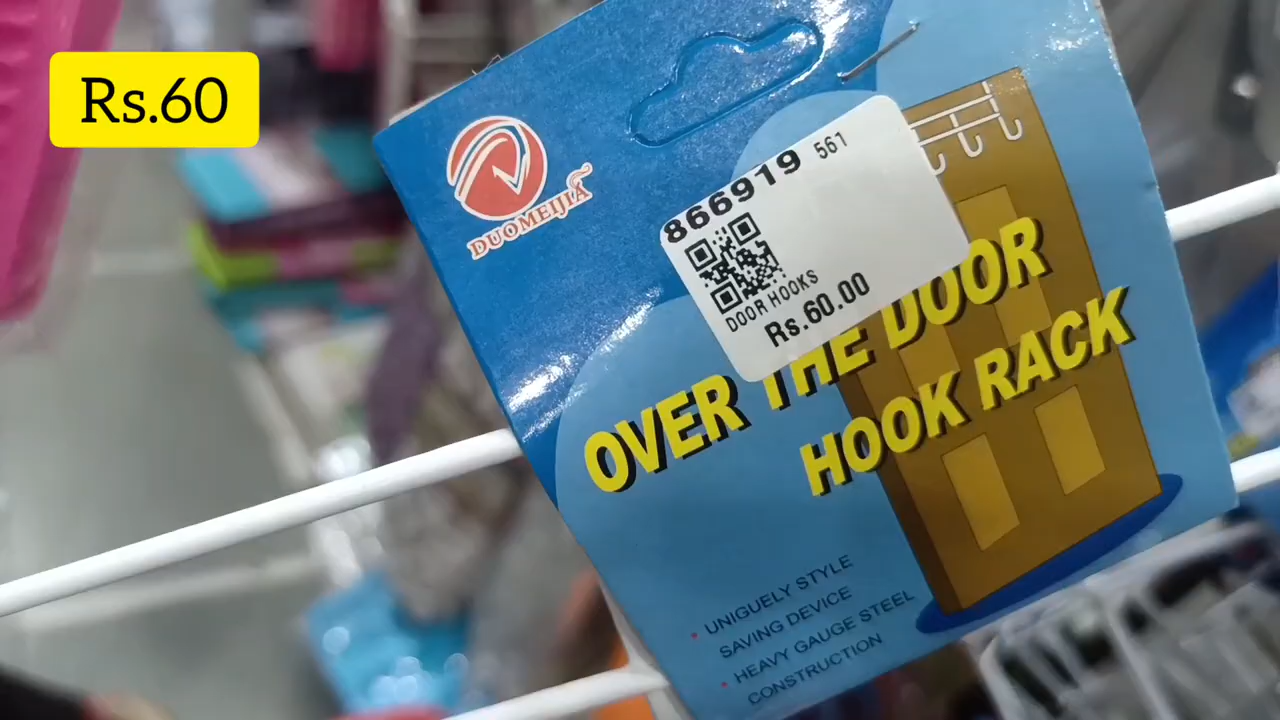 Rs.60
DUOMEIJIA
866919 561
DOOR HOOKS
Rs.60.00
OVER THE DOOR
HOOK RACK
• UNIGUELY STYLE
SAVING DEVICE
• HEAVY GAUGE STEEL
CONSTRUCTION